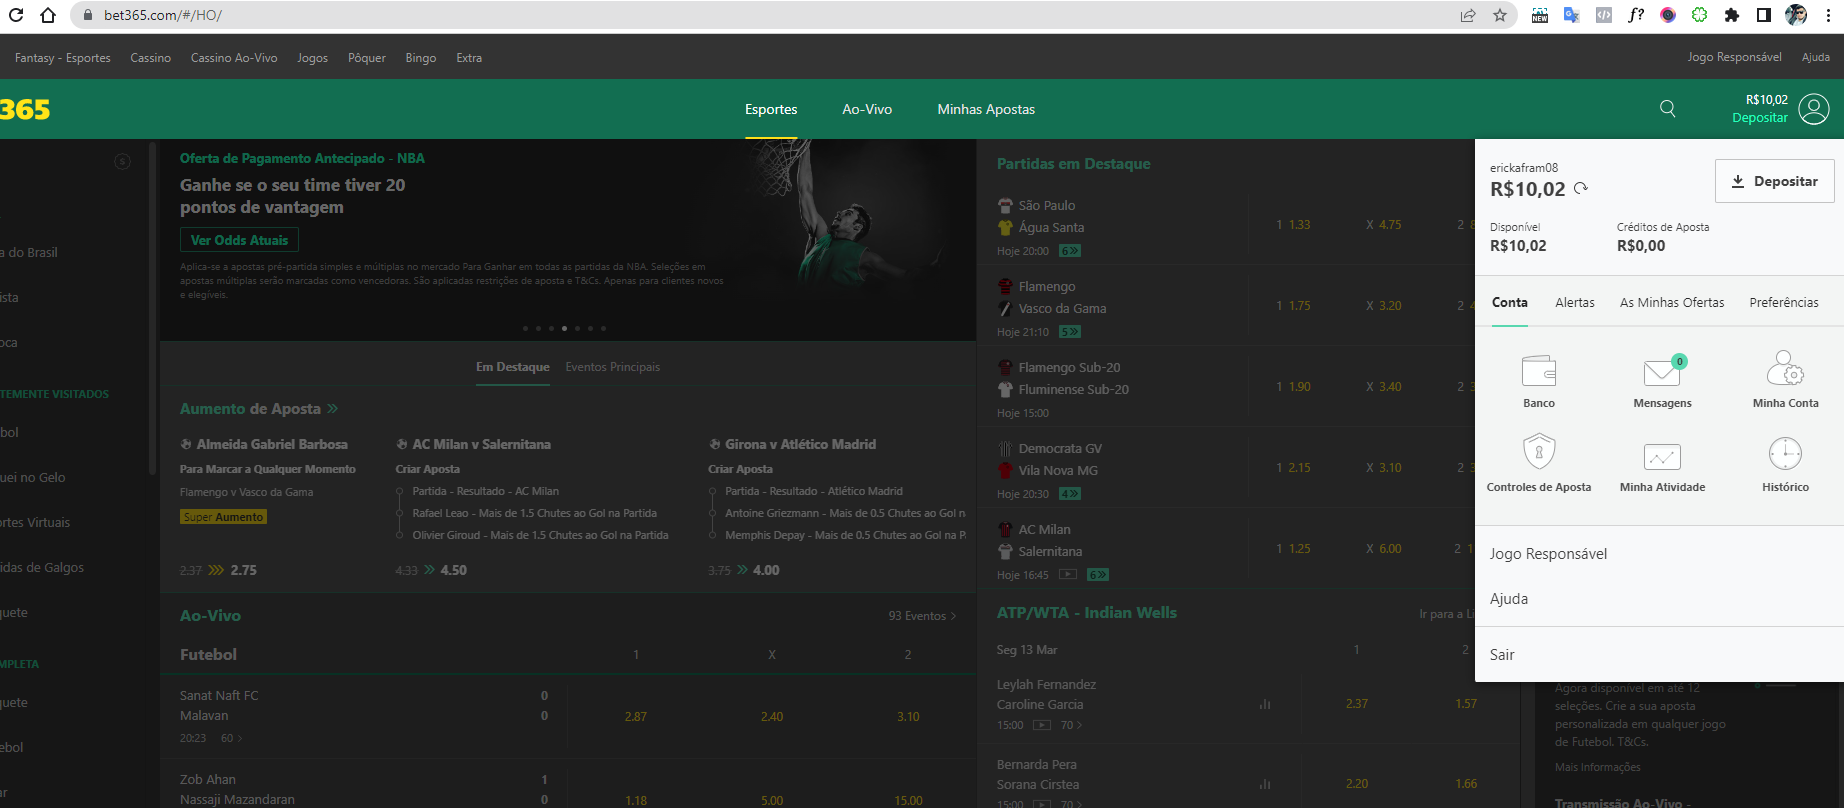 bet365.com/#/HO/
NEW
f?
Fantasy - Esportes Cassino Cassino Ao-Vivo Jogos Pôquer Bingo Extra
Jogo Responsável Ajuda
365
Esportes Ao-Vivo Minhas Apostas
R$10,02
Depositar
a do Brasil
ista
oca
TEMENTE VISITADOS
bol
uei no Gelo
rtes Virtuais
idas de Galgos
quete
MPLETA
quete
ebol
ar
Oferta de Pagamento Antecipado - NBA
Ganhe se o seu time tiver 20
pontos de vantagem
Ver Odds Atuais
Aplica-se a apostas pré-partida simples e múltiplas no mercado Para Ganhar em todas as partidas da NBA. Seleções em
apostas múltiplas serão marcadas como vencedoras. São aplicadas restrições de aposta e T&Cs. Apenas para clientes novos
e elegíveis.
Em Destaque Eventos Principais
Aumento de Aposta
Almeida Gabriel Barbosa
Para Marcar a Qualquer Momento
Flamengo v Vasco da Gama
Super Aumento
2.37 2.75
AC Milan v Salernitana
Criar Aposta
Partida - Resultado - AC Milan
Rafael Leao - Mais de 1.5 Chutes ao Gol na Partida
Olivier Giroud - Mais de 1.5 Chutes ao Gol na Partida
4.33 4.50
Girona v Atlético Madrid
Criar Aposta
Partida - Resultado - Atlético Madrid
Antoine Griezmann - Mais de 0.5 Chutes ao Gol n
Memphis Depay - Mais de 0.5 Chutes ao Gol na P
3.75 4.00
Ao-Vivo 93 Eventos
Futebol 1 X 2
Sanat Naft FC 0
Malavan 0
2.87 2.40 3.10
20:23 60
Zob Ahan 1
Nassaji Mazandaran 0
1.18 5.00 15.00
Partidas em Destaque
São Paulo
Água Santa
1 1.33 X 4.75 2 8
Hoje 20:00 6
Flamengo
Vasco da Gama
1 1.75 X 3.20 2 4
Hoje 21:10 5
Flamengo Sub-20
Fluminense Sub-20
1 1.90 X 3.40 2 3
Hoje 15:00
Democrata GV
Vila Nova MG
1 2.15 X 3.10 2 3
Hoje 20:30 4
AC Milan
Salernitana
1 1.25 X 6.00 2 1
Hoje 16:45 6
ATP/WTA - Indian Wells Ir para a Li
Seg 13 Mar 1 2
Leylah Fernandez
Caroline Garcia
2.37 1.57
15:00 70
Bernarda Pera
Sorana Cirstea
2.20 1.66
15:00 70
erickafram08
R$10,02
Depositar
Disponível Créditos de Aposta
R$10,02 R$0,00
Conta Alertas As Minhas Ofertas Preferências
0
Banco Mensagens Minha Conta
Controles de Aposta Minha Atividade Histórico
Jogo Responsável
Ajuda
Sair
Agora disponível em até 12
seleções. Crie a sua aposta
personalizada em qualquer jogo
de Futebol. T&Cs.
Mais Informações
Transmissão Ao-Vivo -